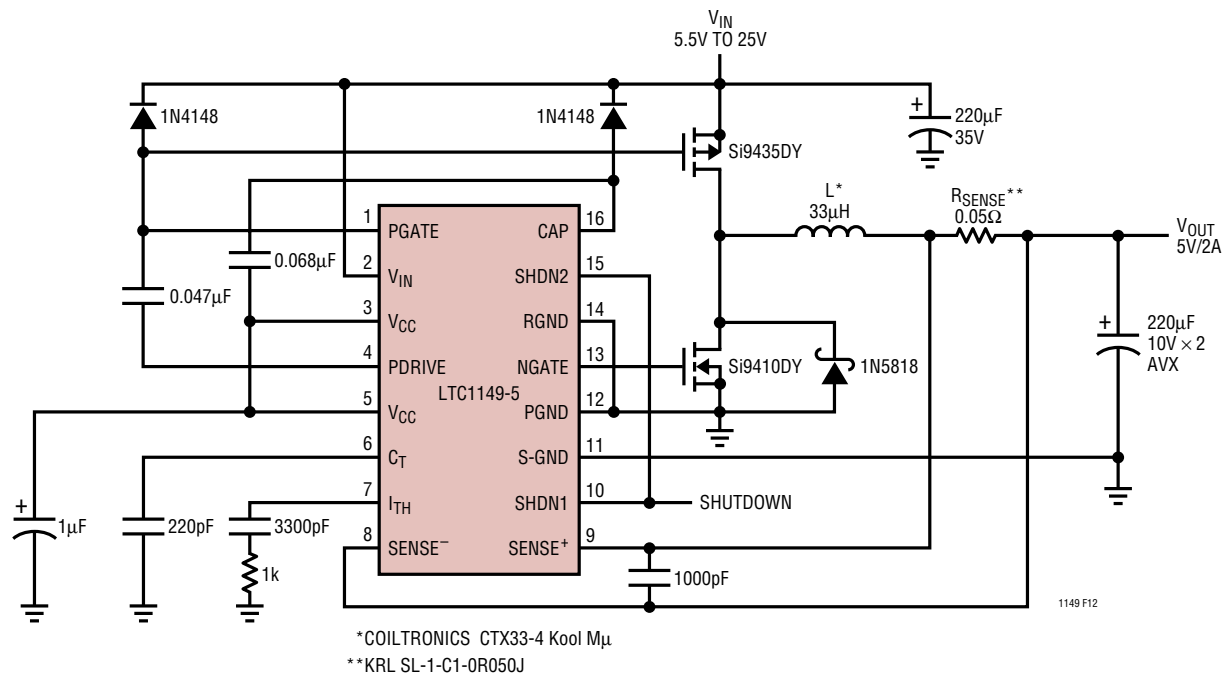 V_IN
5.5V TO 25V
1N4148
1N4148
+
220µF
35V
Si9435DY
L*
33µH
R_SENSE**
0.05Ω
V_OUT
5V/2A
1
PGATE
CAP
16
0.068µF
2
V_IN
SHDN2
15
0.047µF
3
V_CC
RGND
14
+
220µF
10V × 2
AVX
4
PDRIVE
NGATE
13
Si9410DY
1N5818
LTC1149-5
5
V_CC
PGND
12
6
C_T
S-GND
11
7
I_TH
SHDN1
10
SHUTDOWN
+
1µF
220pF
3300pF
8
SENSE⁻
SENSE⁺
9
1k
1000pF
1149 F12
*COILTRONICS CTX33-4 Kool Mµ
**KRL SL-1-C1-0R050J